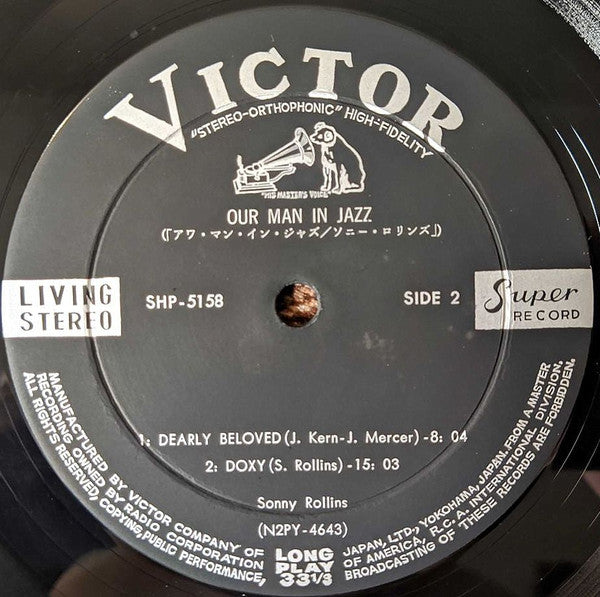 VICTOR
"STEREO-ORTHOPHONIC" HIGH-FIDELITY
"HIS MASTER'S VOICE"
OUR MAN IN JAZZ
(「アワ・マン・イン・ジャズ/ソニー・ロリンズ」)
LIVING
STEREO
SHP-5158
SIDE 2
Super
RECORD
1: DEARLY BELOVED (J. Kern-J. Mercer) -8: 04
2: DOXY (S. Rollins) -15: 03
Sonny Rollins
(N2PY-4643)
LONG
PLAY
33 1/3
MANUFACTURED BY VICTOR COMPANY OF JAPAN, LTD., YOKOHAMA, JAPAN. FROM A MASTER
RECORDING OWNED BY RADIO CORPORATION OF AMERICA, R.C.A. INTERNATIONAL DIVISION.
ALL RIGHTS RESERVED, COPYING, PUBLIC PERFORMANCE, BROADCASTING OF THESE RECORDS ARE FORBIDDEN.